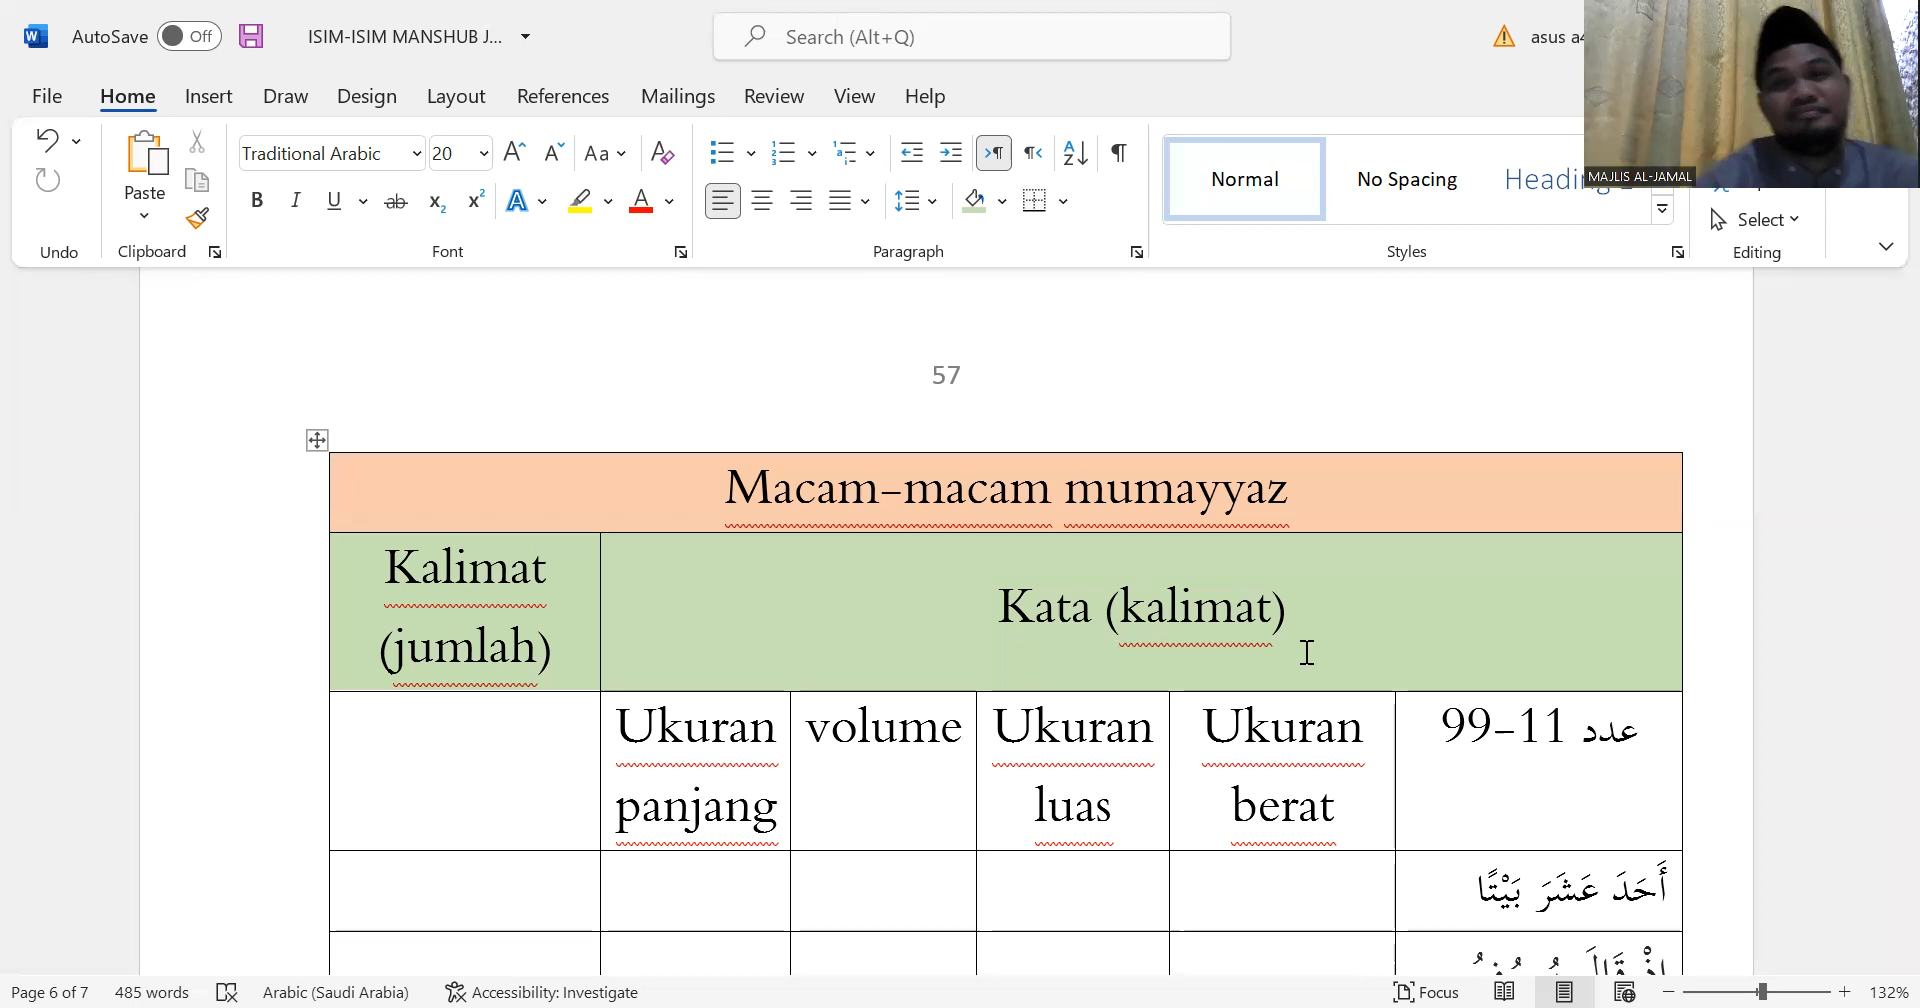 AutoSave Off ISIM-ISIM MANSHUB J... Search (Alt+Q) asus a4
File Home Insert Draw Design Layout References Mailings Review View Help
Traditional Arabic 20
Paste
Normal No Spacing Heading
MAJLIS AL-JAMAL
Select
Undo Clipboard Font Paragraph Styles Editing
57
Macam-macam mumayyaz
Kalimat
(jumlah)
Kata (kalimat)
Ukuran
panjang
volume
Ukuran
luas
Ukuran
berat
عدد 11-99
أَحَدَ عَشَرَ بَيْتًا
Page 6 of 7 485 words Arabic (Saudi Arabia) Accessibility: Investigate Focus 132%